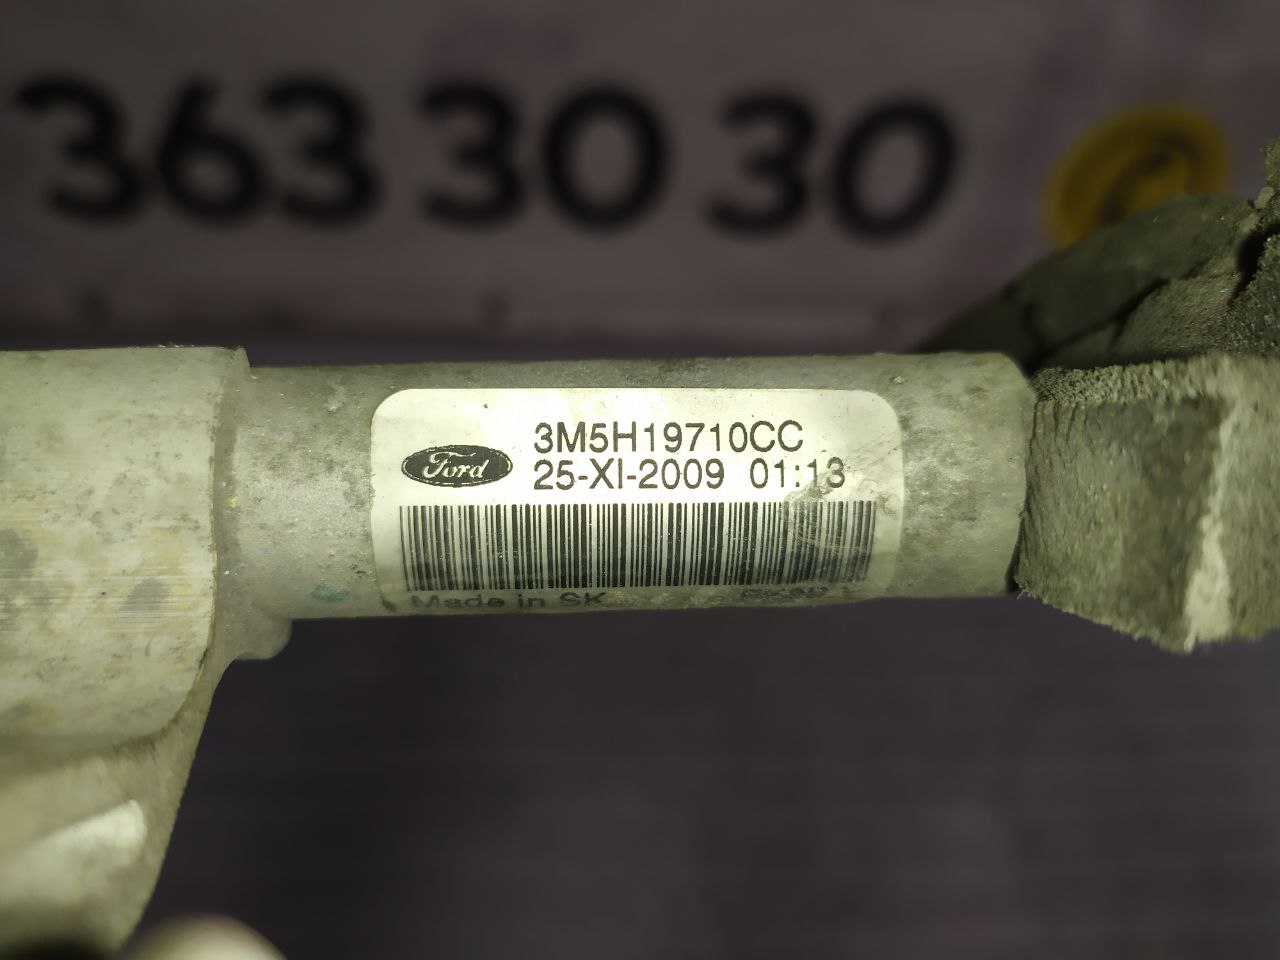 363 30 30
Ford
3M5H19710CC
25-XI-2009 01:13
Made in SK